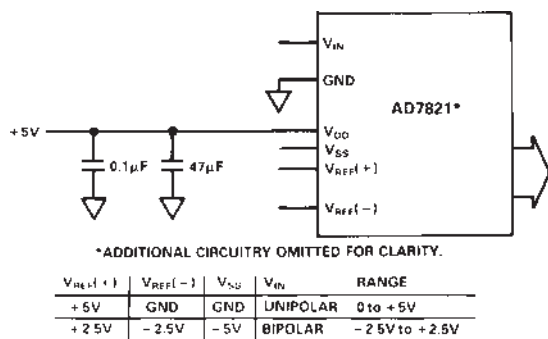 VIN
GND
AD7821*
+5V
VDD
VSS
0.1µF
47µF
VREF(+)
VREF(−)
*ADDITIONAL CIRCUITRY OMITTED FOR CLARITY.
VREF(+) VREF(−) VSS VIN RANGE
+5V GND GND UNIPOLAR 0 to +5V
+2.5V −2.5V −5V BIPOLAR −2.5V to +2.5V